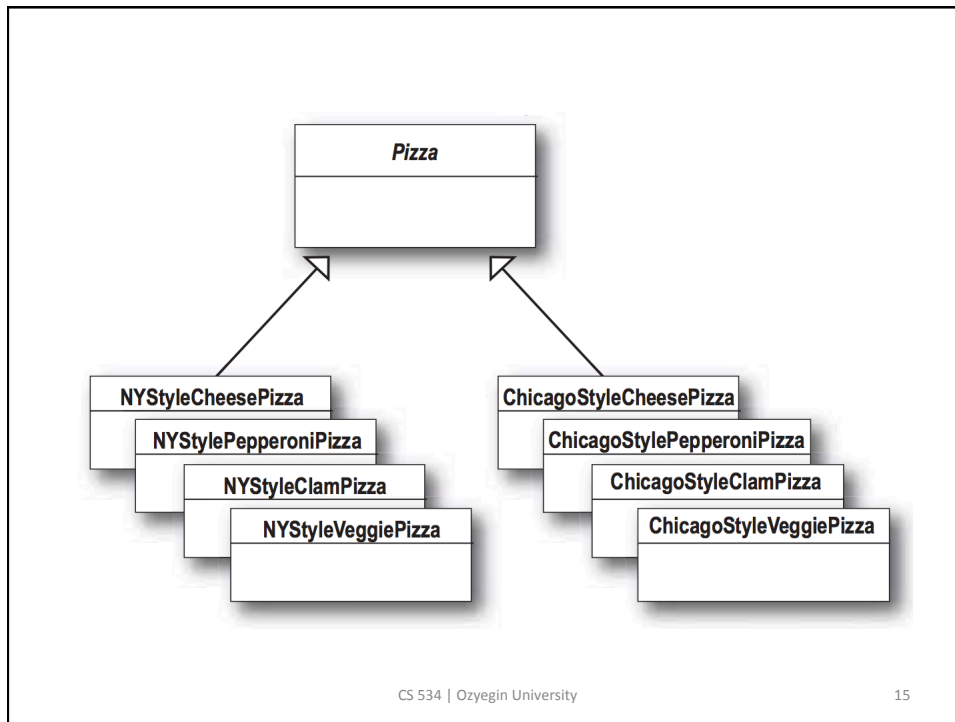 Pizza
NYStyleCheesePizza
NYStylePepperoniPizza
NYStyleClamPizza
NYStyleVeggiePizza
ChicagoStyleCheesePizza
ChicagoStylePepperoniPizza
ChicagoStyleClamPizza
ChicagoStyleVeggiePizza
CS 534 | Ozyegin University
15